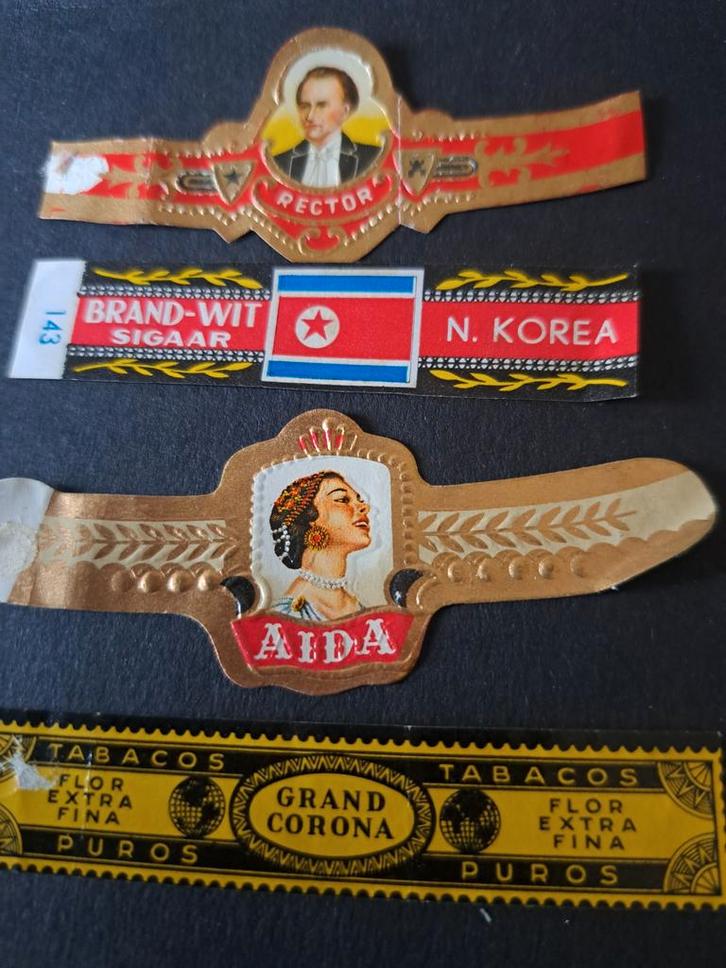 RECTOR
143
BRAND-WIT
SIGAAR
N. KOREA
AIDA
TABACOS
FLOR
EXTRA
FINA
PUROS
GRAND
CORONA
TABACOS
FLOR
EXTRA
FINA
PUROS